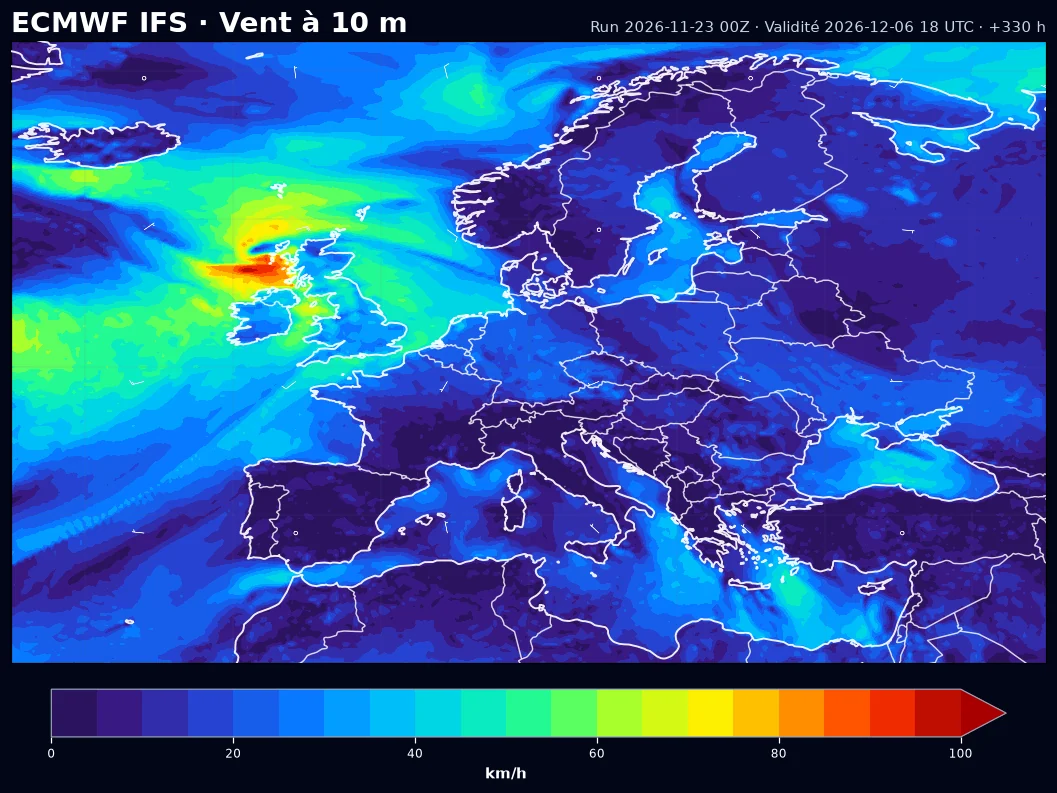 ECMWF IFS · Vent à 10 m
Run 2026-11-23 00Z · Validité 2026-12-06 18 UTC · +330 h
0 20 40 60 80 100
km/h